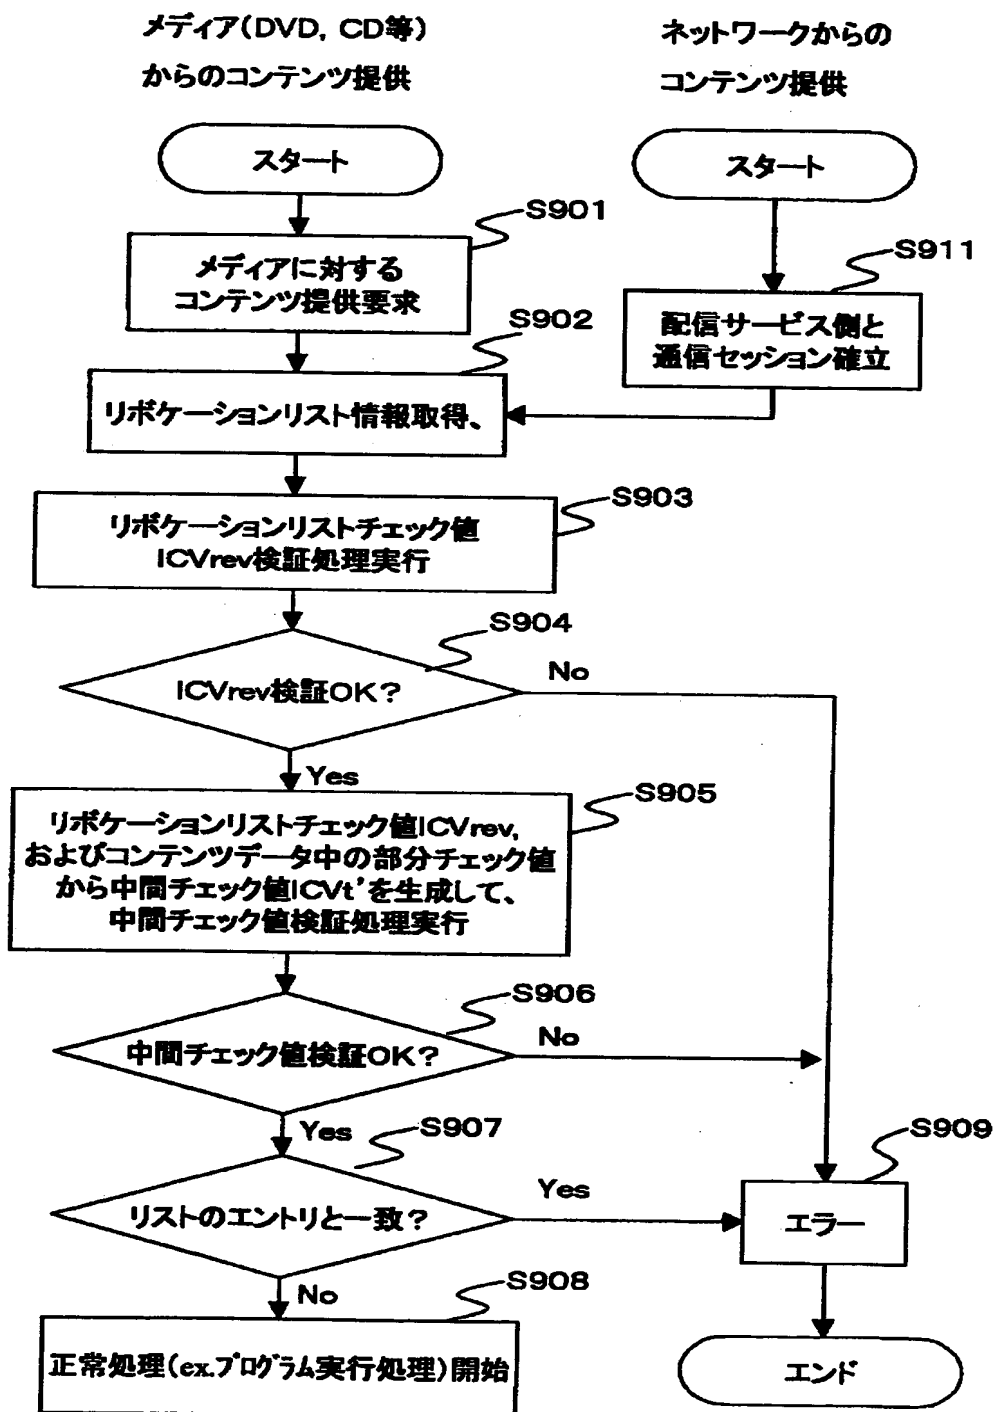 メディア(DVD, CD等)
からのコンテンツ提供
ネットワークからの
コンテンツ提供
スタート
スタート
S901
メディアに対する
コンテンツ提供要求
S911
配信サービス側と
通信セッション確立
S902
リボケーションリスト情報取得、
S903
リボケーションリストチェック値
ICVrev検証処理実行
S904
ICVrev検証OK?
No
Yes
S905
リボケーションリストチェック値ICVrev,
およびコンテンツデータ中の部分チェック値
から中間チェック値ICVt'を生成して、
中間チェック値検証処理実行
S906
中間チェック値検証OK?
No
Yes
S907
リストのエントリと一致?
Yes
S909
エラー
No
S908
正常処理(ex.プログラム実行処理)開始
エンド